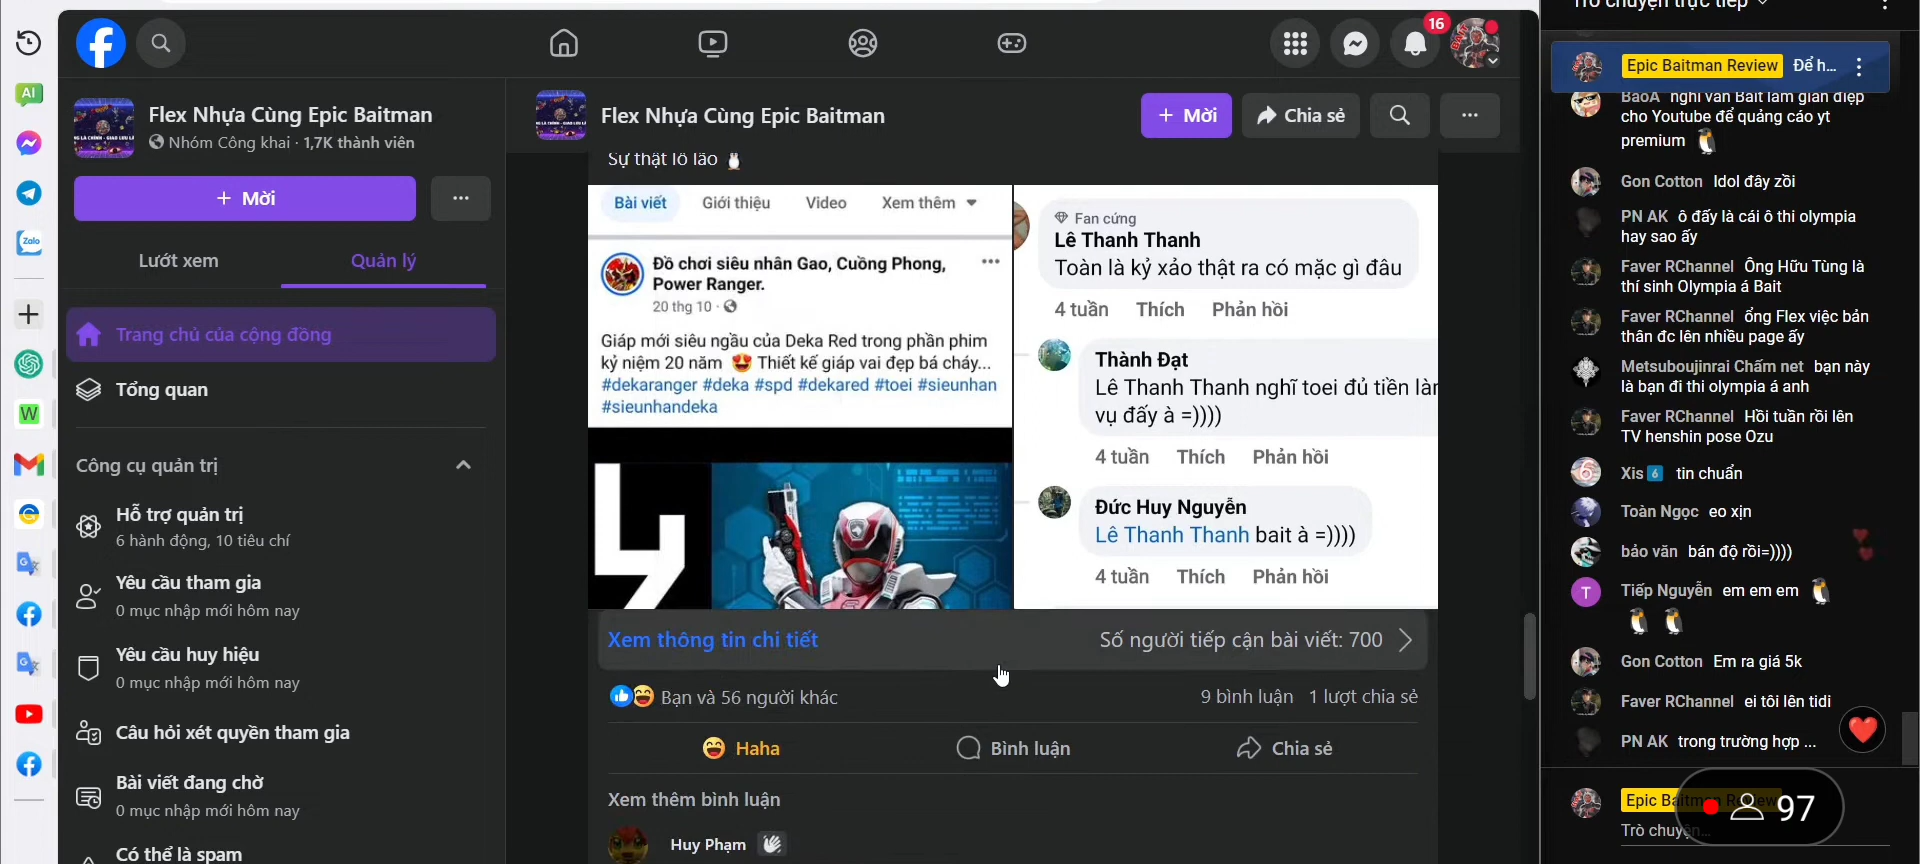 16
Flex Nhựa Cùng Epic Baitman
Nhóm Công khai · 1,7K thành viên
+ Mời
Lướt xem
Quản lý
Trang chủ của cộng đồng
Tổng quan
Công cụ quản trị
Hỗ trợ quản trị
6 hành động, 10 tiêu chí
Yêu cầu tham gia
0 mục nhập mới hôm nay
Yêu cầu huy hiệu
0 mục nhập mới hôm nay
Câu hỏi xét quyền tham gia
Bài viết đang chờ
0 mục nhập mới hôm nay
Có thể là spam
AI
Zalo
W
Flex Nhựa Cùng Epic Baitman
+ Mời
Chia sẻ
Sự thật lố lão
Bài viết Giới thiệu Video Xem thêm
Đồ chơi siêu nhân Gao, Cuồng Phong,
Power Ranger.
20 thg 10
Giáp mới siêu ngầu của Deka Red trong phần phim
kỷ niệm 20 năm 🤩 Thiết kế giáp vai đẹp bá cháy...
#dekaranger #deka #spd #dekared #toei #sieunhan
#sieunhandeka
Fan cứng
Lê Thanh Thanh
Toàn là kỷ xảo thật ra có mặc gì đâu
4 tuần Thích Phản hồi
Thành Đạt
Lê Thanh Thanh nghĩ toei đủ tiền làm
vụ đấy à =))))
4 tuần Thích Phản hồi
Đức Huy Nguyễn
Lê Thanh Thanh bait à =))))
4 tuần Thích Phản hồi
Xem thông tin chi tiết
Số người tiếp cận bài viết: 700
Bạn và 56 người khác
9 bình luận 1 lượt chia sẻ
Haha
Bình luận
Chia sẻ
Xem thêm bình luận
Huy Phạm
Trò chuyện trực tiếp
Epic Baitman Review Để h...
BaoA nghi vấn Bait làm gián điệp
cho Youtube để quảng cáo yt
premium
Gon Cotton Idol đây zồi
PN AK ô đấy là cái ô thi olympia
hay sao ấy
Faver RChannel Ông Hữu Tùng là
thí sinh Olympia á Bait
Faver RChannel ổng Flex việc bản
thân đc lên nhiều page ấy
Metsuboujinrai Chấm net bạn này
là bạn đi thi olympia á anh
Faver RChannel Hồi tuần rồi lên
TV henshin pose Ozu
Xis 6 tin chuẩn
Toàn Ngọc eo xịn
bảo văn bán độ rồi=))))
T
Tiếp Nguyễn em em em
Gon Cotton Em ra giá 5k
Faver RChannel ei tôi lên tidi
PN AK trong trường hợp ...
Epic Baitman Review
Trò chuyện...
97